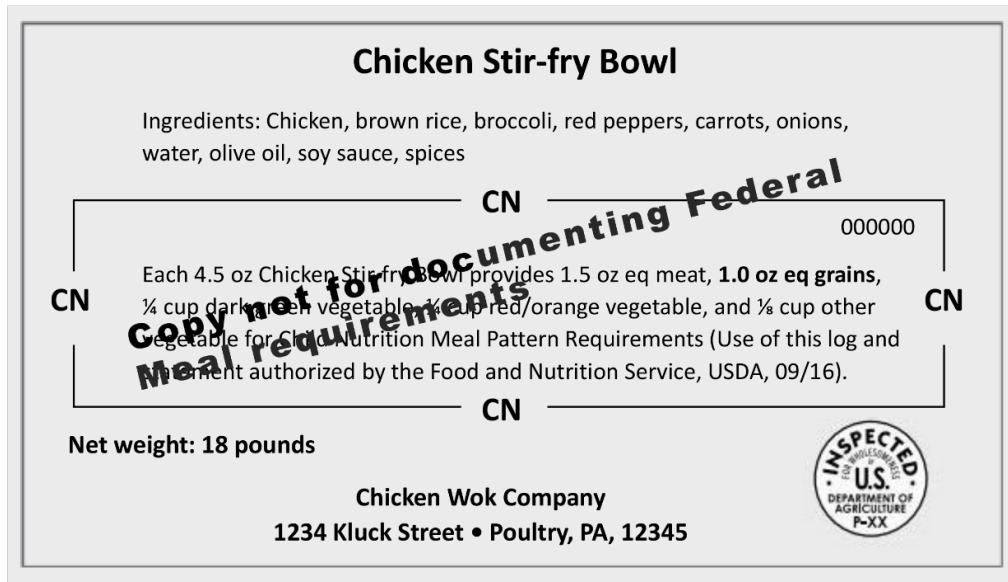 Chicken Stir-fry Bowl
Ingredients: Chicken, brown rice, broccoli, red peppers, carrots, onions,
water, olive oil, soy sauce, spices
CN
000000
Each 4.5 oz Chicken Stir-fry Bowl provides 1.5 oz eq meat, 1.0 oz eq grains,
CN
CN
¼ cup dark green vegetable, ¼ cup red/orange vegetable, and ⅛ cup other
vegetable for Child Nutrition Meal Pattern Requirements (Use of this log and
statement authorized by the Food and Nutrition Service, USDA, 09/16).
Copy not for documenting Federal
Meal requirements
CN
Net weight: 18 pounds
INSPECTED
FOR WHOLESOMENESS
U.S.
DEPARTMENT OF
AGRICULTURE
P-XX
Chicken Wok Company
1234 Kluck Street • Poultry, PA, 12345